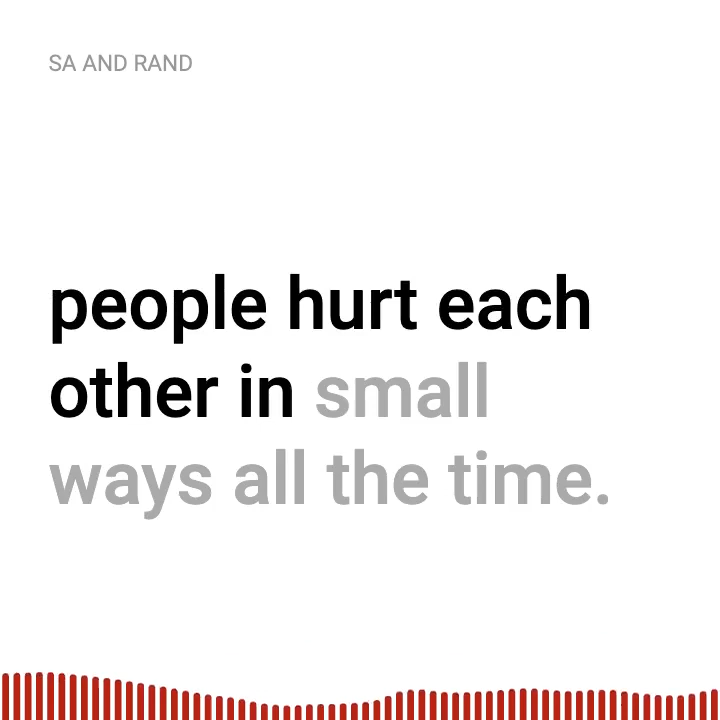 SA AND RAND
people hurt each
other in small
ways all the time.